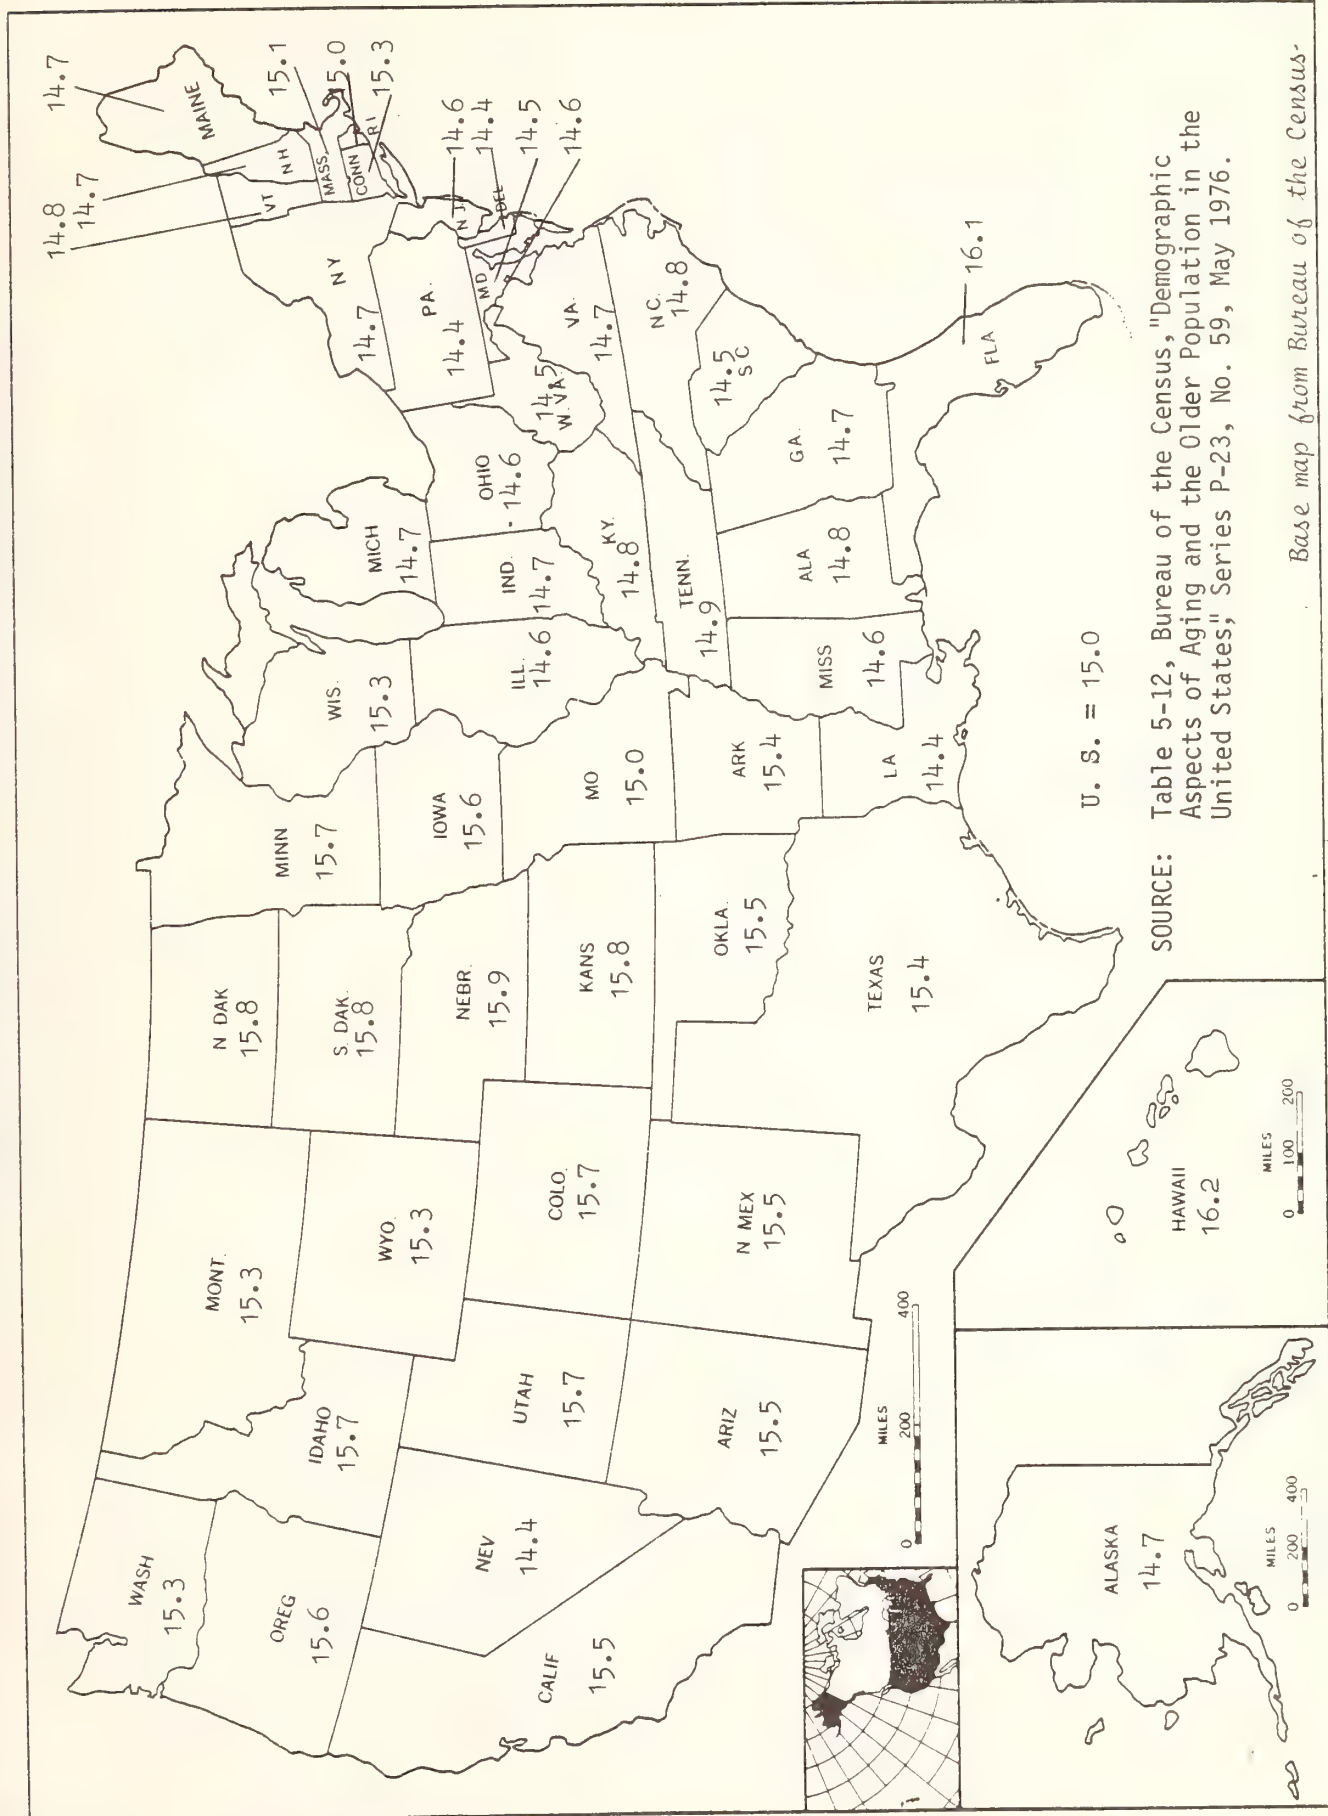 WASH
15.3
OREG
15.6
CALIF
15.5
NEV
14.4
IDAHO
15.7
MONT.
15.3
WYO.
15.3
UTAH
15.7
COLO.
15.7
ARIZ
15.5
N MEX
15.5
N DAK
15.8
S. DAK.
15.8
NEBR.
15.9
KANS
15.8
OKLA.
15.5
TEXAS
15.4
MINN
15.7
IOWA
15.6
MO
15.0
ARK
15.4
LA
14.4
WIS.
15.3
ILL.
14.6
MICH
14.7
IND.
14.7
OHIO
14.6
KY.
14.8
TENN.
14.9
MISS
14.6
ALA
14.8
GA.
14.7
FLA
16.1
14.5
S C
N C.
14.8
VA.
14.7
14.5
W. VA.
PA.
14.4
NY
14.7
14.8
VT
14.7
N H
14.7
MAINE
15.1
MASS.
15.0
R I
15.3
CONN
14.6
N J.
14.4
DEL
14.5
MD
14.6
U. S. = 15.0
SOURCE: Table 5-12, Bureau of the Census, "Demographic
Aspects of Aging and the Older Population in the
United States," Series P-23, No. 59, May 1976.
Base map from Bureau of the Census-
MILES
0 200 400
ALASKA
14.7
MILES
0 200 400
HAWAII
16.2
MILES
0 100 200